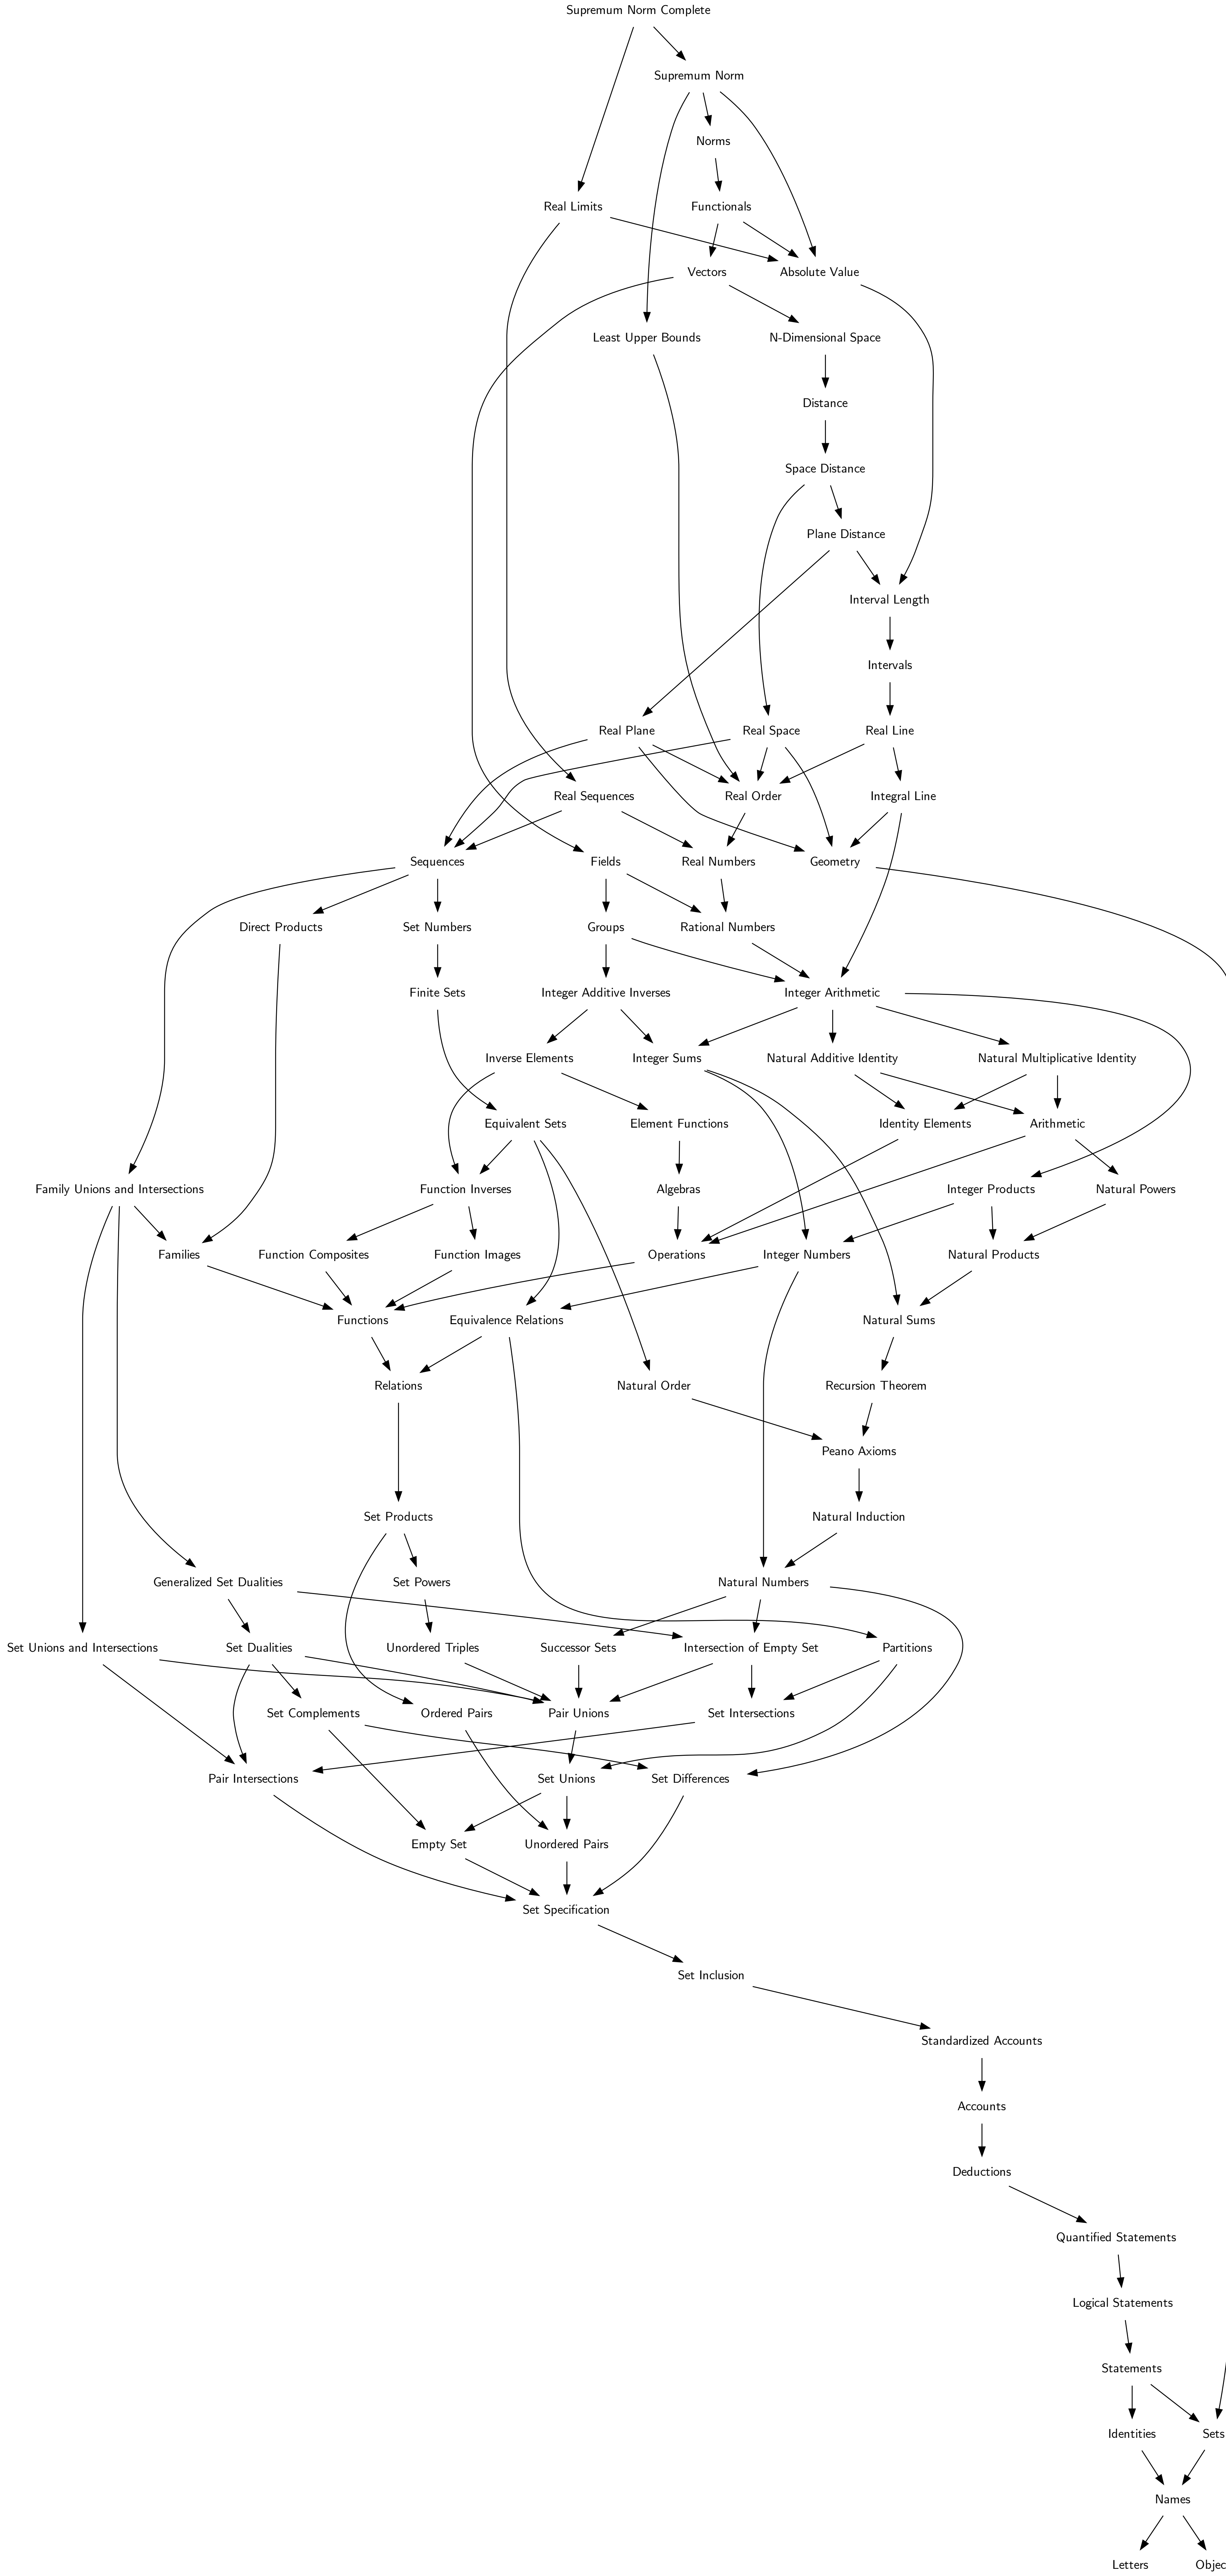 Supremum Norm Complete
Supremum Norm
Norms
Real Limits
Functionals
Vectors
Absolute Value
Least Upper Bounds
N-Dimensional Space
Distance
Space Distance
Plane Distance
Interval Length
Intervals
Real Plane
Real Space
Real Line
Real Sequences
Real Order
Integral Line
Sequences
Fields
Real Numbers
Geometry
Direct Products
Set Numbers
Groups
Rational Numbers
Finite Sets
Integer Additive Inverses
Integer Arithmetic
Inverse Elements
Integer Sums
Natural Additive Identity
Natural Multiplicative Identity
Equivalent Sets
Element Functions
Identity Elements
Arithmetic
Family Unions and Intersections
Function Inverses
Algebras
Integer Products
Natural Powers
Families
Function Composites
Function Images
Operations
Integer Numbers
Natural Products
Functions
Equivalence Relations
Natural Sums
Relations
Natural Order
Recursion Theorem
Peano Axioms
Set Products
Natural Induction
Generalized Set Dualities
Set Powers
Natural Numbers
Set Unions and Intersections
Set Dualities
Unordered Triples
Successor Sets
Intersection of Empty Set
Partitions
Set Complements
Ordered Pairs
Pair Unions
Set Intersections
Pair Intersections
Set Unions
Set Differences
Empty Set
Unordered Pairs
Set Specification
Set Inclusion
Standardized Accounts
Accounts
Deductions
Quantified Statements
Logical Statements
Statements
Identities
Sets
Names
Letters
Objec